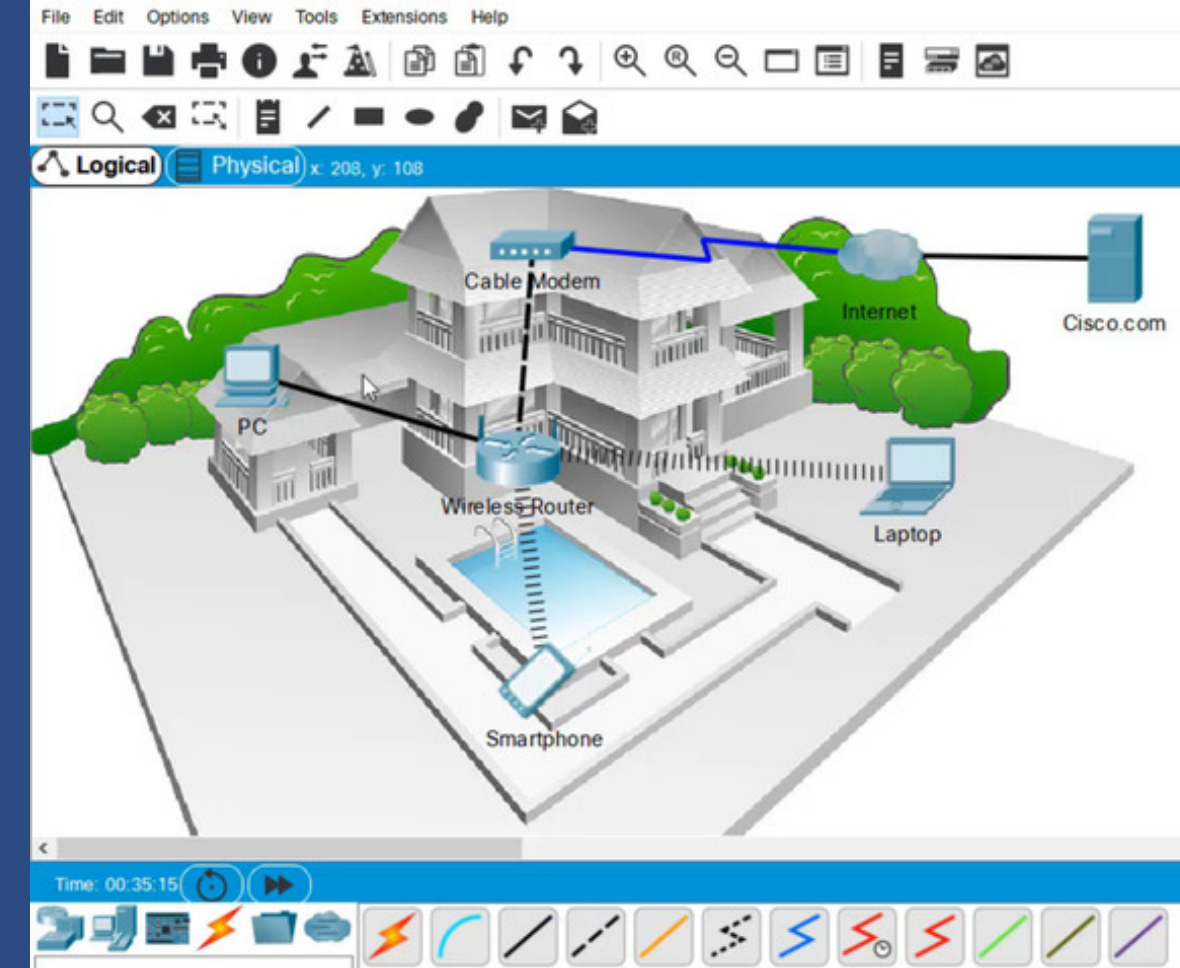 File Edit Options View Tools Extensions Help
Logical Physical x: 208, y: 108
Cable Modem
Internet
Cisco.com
PC
Wireless Router
Laptop
Smartphone
Time: 00:35:15